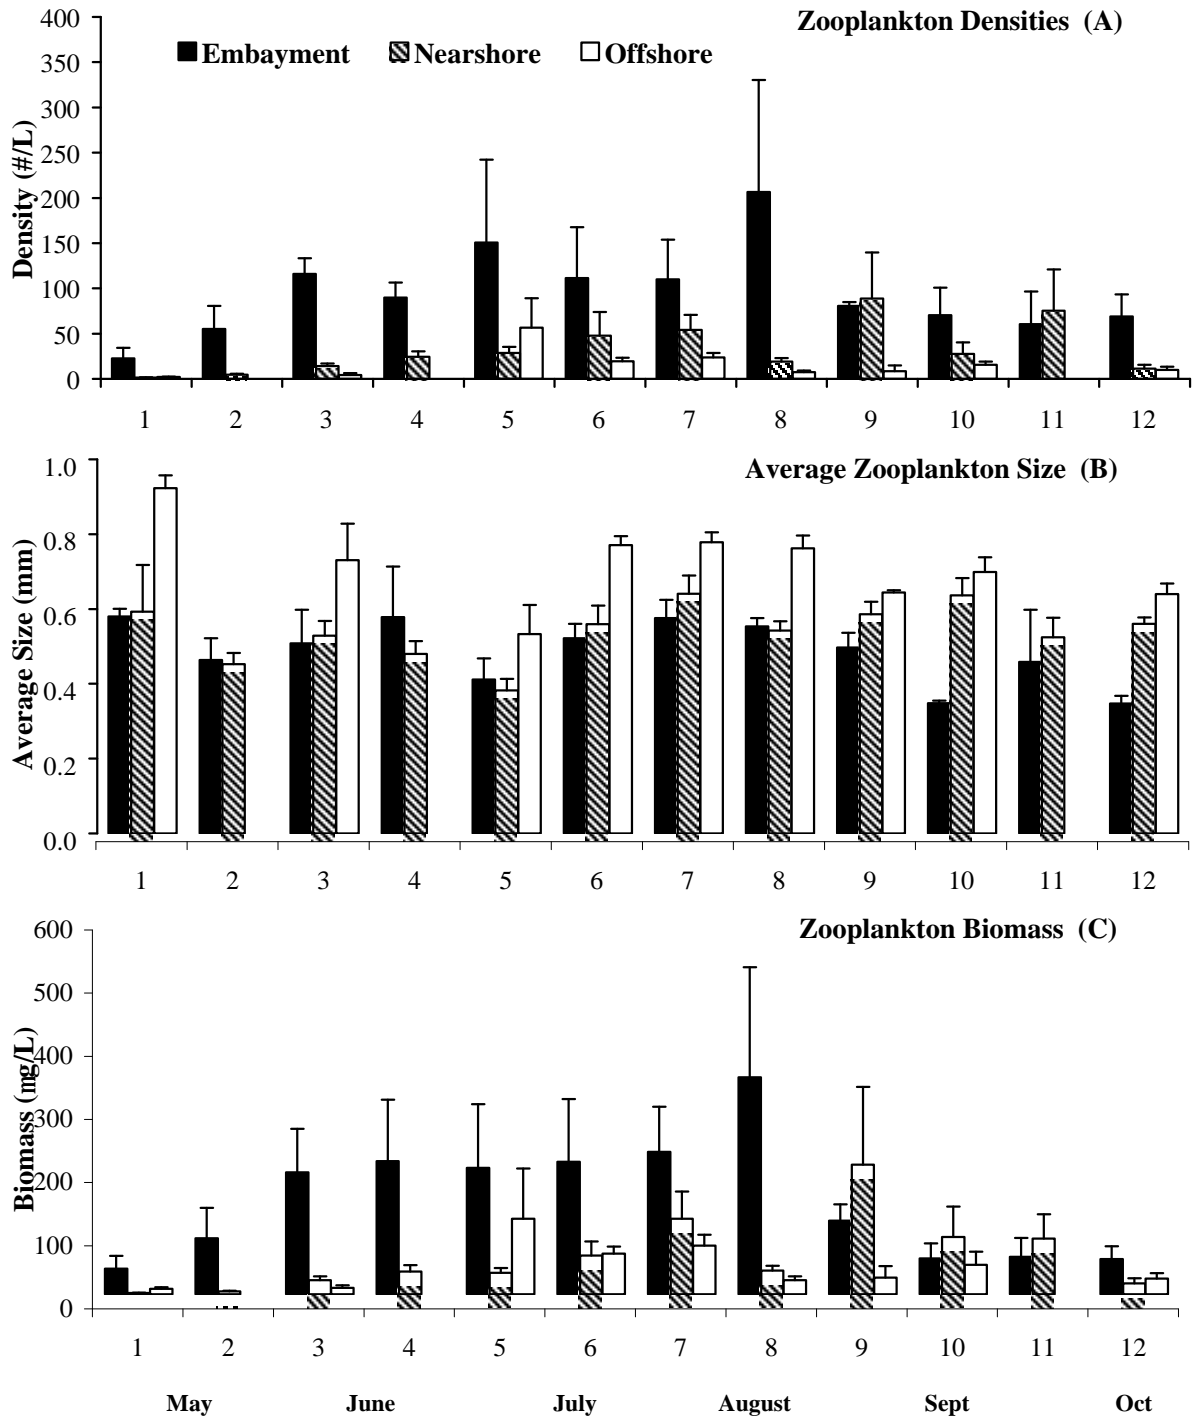 Zooplankton Densities (A)
Embayment Nearshore Offshore
Density (#/L)
400
350
300
250
200
150
100
50
0
1 2 3 4 5 6 7 8 9 10 11 12
Average Zooplankton Size (B)
Average Size (mm)
1.0
0.8
0.6
0.4
0.2
0.0
1 2 3 4 5 6 7 8 9 10 11 12
Zooplankton Biomass (C)
Biomass (mg/L)
600
500
400
300
200
100
0
1 2 3 4 5 6 7 8 9 10 11 12
May June July August Sept Oct